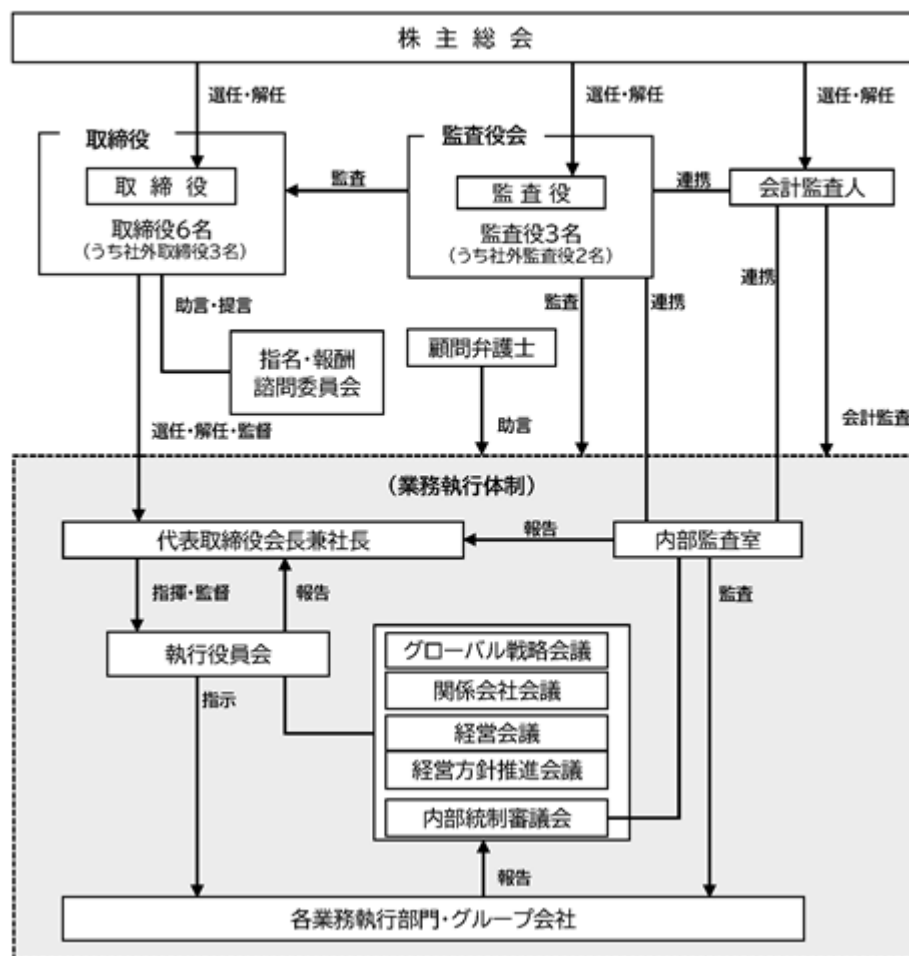 株主総会
選任・解任
選任・解任
選任・解任
取締役
監査役会
取締役
監査
監査役
連携
会計監査人
取締役6名
(うち社外取締役3名)
監査役3名
(うち社外監査役2名)
助言・提言
監査
連携
連携
指名・報酬
諮問委員会
顧問弁護士
選任・解任・監督
助言
会計監査
(業務執行体制)
代表取締役会長兼社長
報告
内部監査室
指揮・監督
報告
監査
執行役員会
グローバル戦略会議
関係会社会議
指示
経営会議
経営方針推進会議
内部統制審議会
報告
各業務執行部門・グループ会社